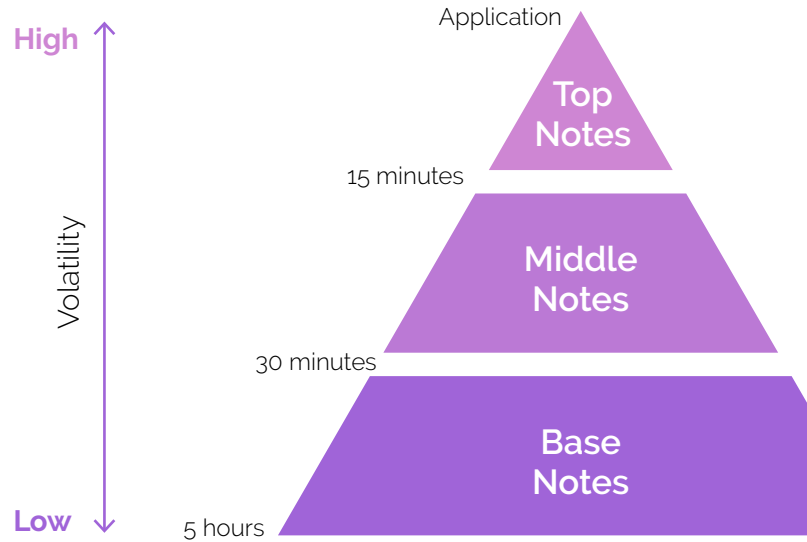 Application
High
Top
Notes
15 minutes
Volatility
Middle
Notes
30 minutes
Base
Notes
Low
5 hours